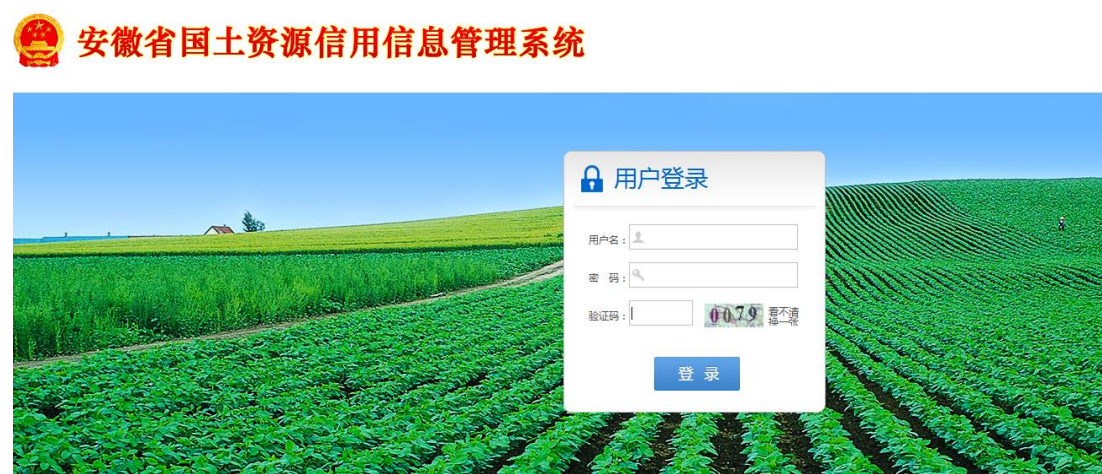 安徽省国土资源信用信息管理系统
用户登录
用户名：
密 码：
验证码：
0079
看不清
换一张
登 录